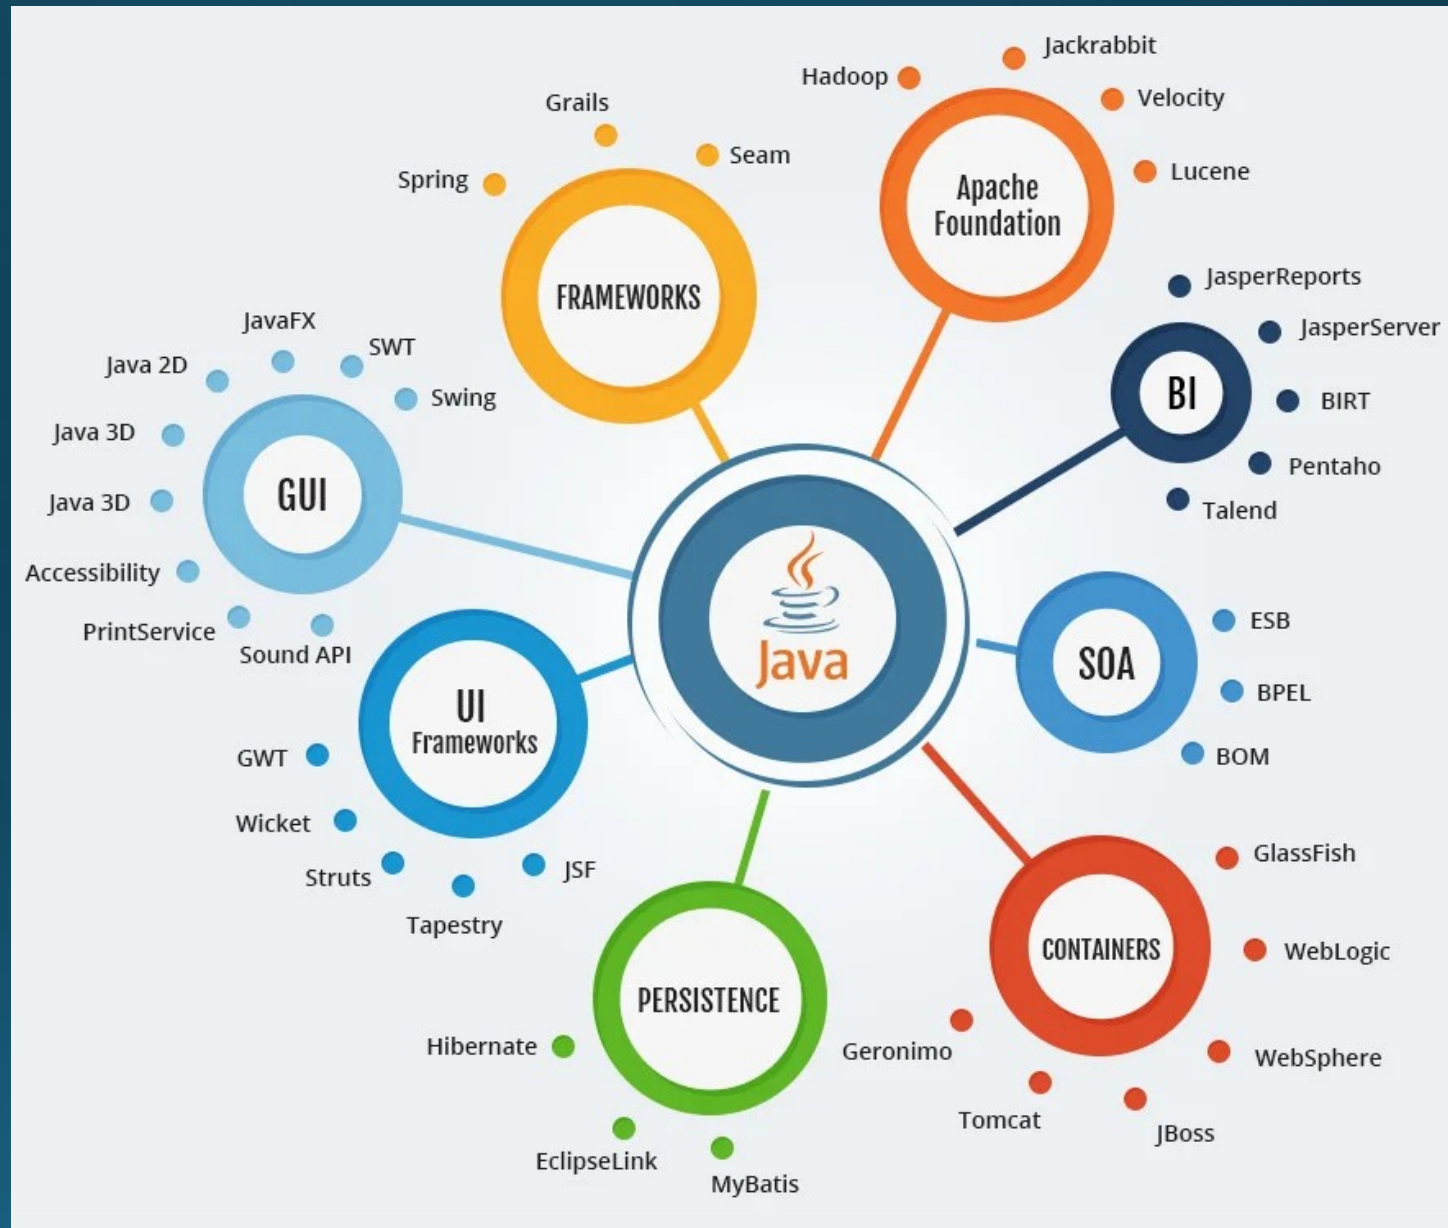 Jackrabbit
Hadoop
Velocity
Lucene
Apache
Foundation
Grails
Seam
Spring
FRAMEWORKS
JasperReports
JasperServer
BI
BIRT
Pentaho
Talend
JavaFX
SWT
Java 2D
Swing
Java 3D
Java 3D
GUI
Accessibility
PrintService
Sound API
Java
ESB
SOA
BPEL
BOM
UI
Frameworks
GWT
Wicket
Struts
Tapestry
JSF
GlassFish
CONTAINERS
WebLogic
WebSphere
Geronimo
Tomcat
JBoss
PERSISTENCE
Hibernate
EclipseLink
MyBatis